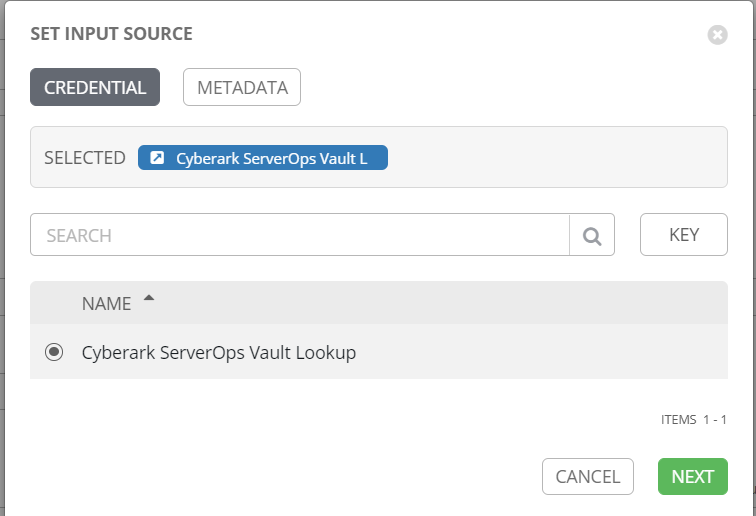 SET INPUT SOURCE
CREDENTIAL METADATA
SELECTED Cyberark ServerOps Vault L
SEARCH KEY
NAME
Cyberark ServerOps Vault Lookup
ITEMS 1 - 1
CANCEL NEXT